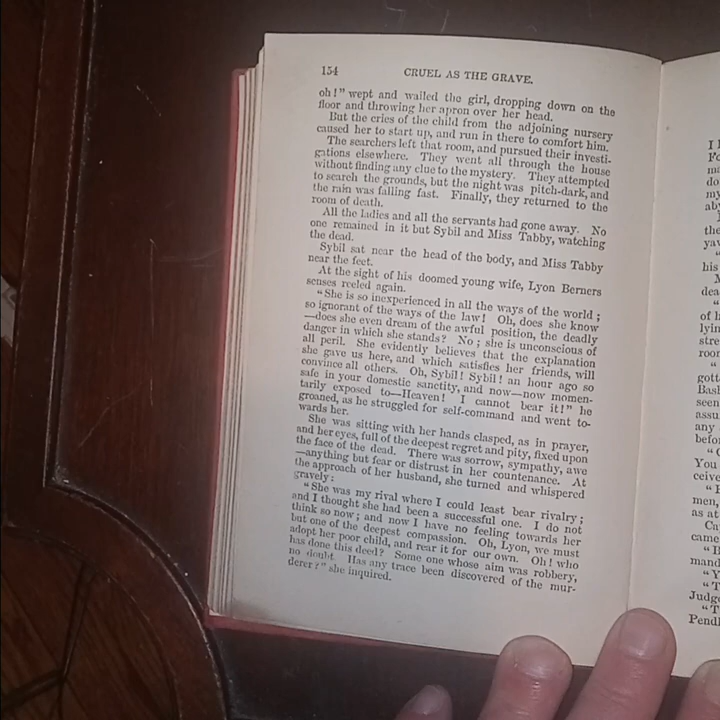 154 CRUEL AS THE GRAVE.
oh!" wept and wailed the girl, dropping down on the
floor and throwing her apron over her head.
But the cries of the child from the adjoining nursery
caused her to start up, and run in there to comfort him.
The searchers left that room, and pursued their investi-
gations elsewhere. They went all through the house
without finding any clue to the mystery. They attempted
to search the grounds, but the night was pitch-dark, and
the rain was falling fast. Finally, they returned to the
room of death.
All the ladies and all the servants had gone away. No
one remained in it but Sybil and Miss Tabby, watching
the dead.
Sybil sat near the head of the body, and Miss Tabby
near the feet.
At the sight of his doomed young wife, Lyon Berners
senses reeled again.
"She is so inexperienced in all the ways of the world;
so ignorant of the ways of the law! Oh, does she know
—does she even dream of the awful position, the deadly
danger in which she stands? No; she is unconscious of
all peril. She evidently believes that the explanation
she gave us here, and which satisfies her friends, will
convince all others. Oh, Sybil! Sybil! an hour ago so
safe in your domestic sanctity, and now—now momen-
tarily exposed to—Heaven! I cannot bear it!" he
groaned, as he struggled for self-command and went to-
wards her.
She was sitting with her hands clasped, as in prayer,
and her eyes, full of the deepest regret and pity, fixed upon
the face of the dead. There was sorrow, sympathy, awe
—anything but fear or distrust in her countenance. At
the approach of her husband, she turned and whispered
gravely:
"She was my rival where I could least bear rivalry;
and I thought she had been a successful one. I do not
think so now; and now I have no feeling towards her
but one of the deepest compassion. Oh, Lyon, we must
adopt her poor child, and rear it for our own. Oh! who
has done this deed? Some one whose aim was robbery,
no doubt. Has any trace been discovered of the mur-
derer?" she inquired.